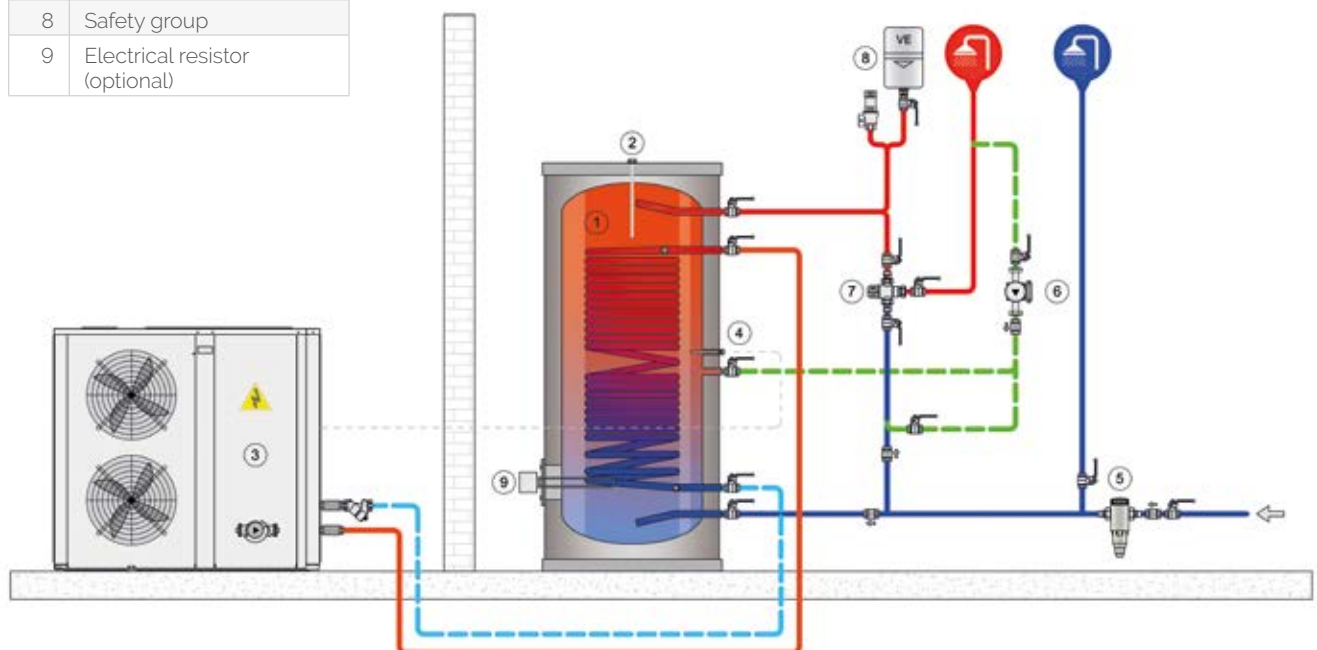 8 Safety group
9 Electrical resistor
(optional)
VE
8
2
1
7
6
4
3
9
5